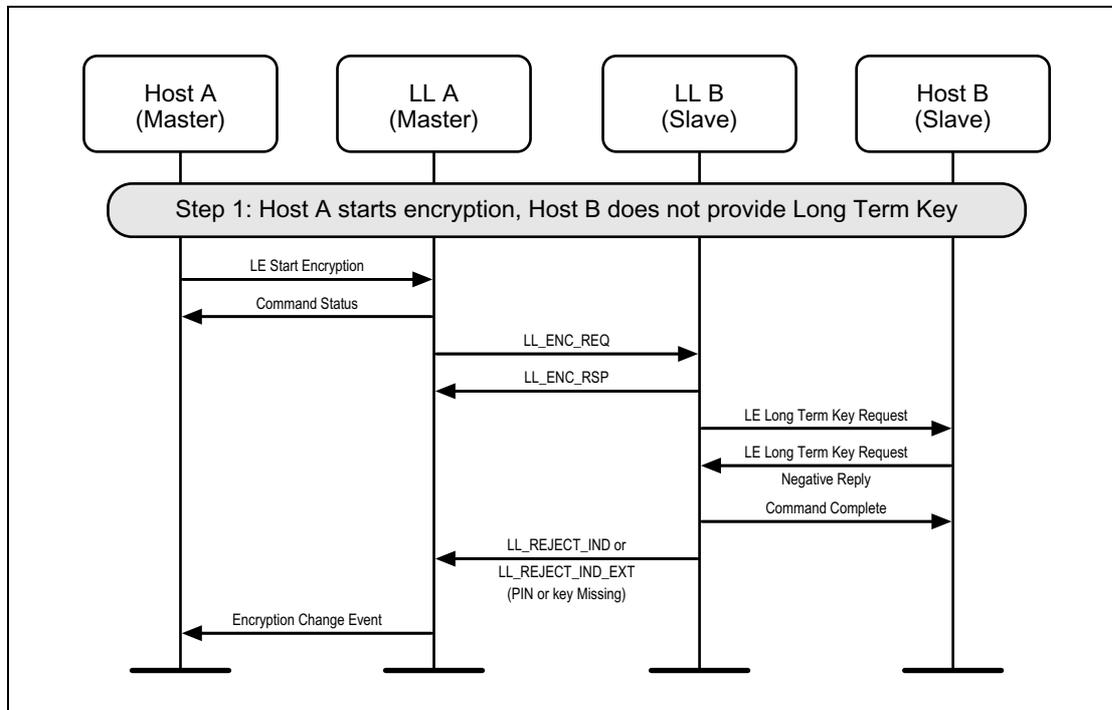 Host A
(Master)
LL A
(Master)
LL B
(Slave)
Host B
(Slave)
Step 1: Host A starts encryption, Host B does not provide Long Term Key
LE Start Encryption
Command Status
LL_ENC_REQ
LL_ENC_RSP
LE Long Term Key Request
LE Long Term Key Request
Negative Reply
Command Complete
LL_REJECT_IND or
LL_REJECT_IND_EXT
(PIN or key Missing)
Encryption Change Event